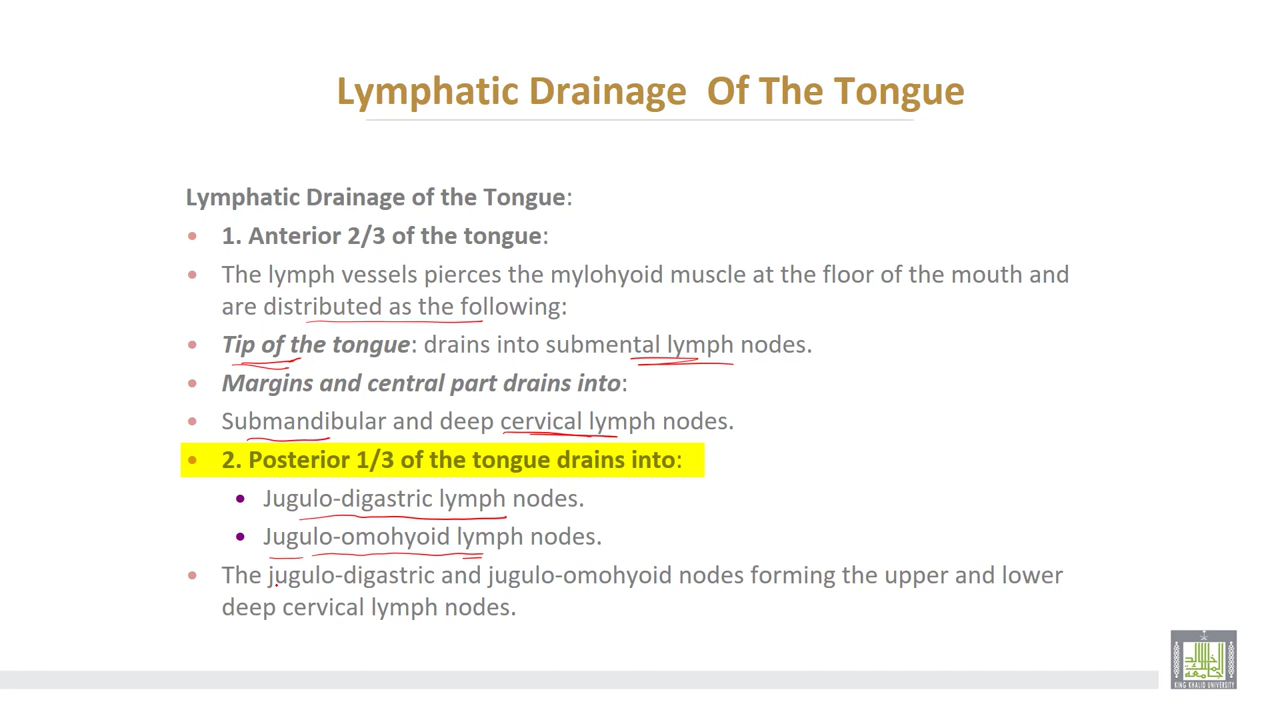 Lymphatic Drainage Of The Tongue
Lymphatic Drainage of the Tongue:
• 1. Anterior 2/3 of the tongue:
• The lymph vessels pierces the mylohyoid muscle at the floor of the mouth and
are distributed as the following:
• Tip of the tongue: drains into submental lymph nodes.
• Margins and central part drains into:
• Submandibular and deep cervical lymph nodes.
• 2. Posterior 1/3 of the tongue drains into:
• Jugulo-digastric lymph nodes.
• Jugulo-omohyoid lymph nodes.
• The jugulo-digastric and jugulo-omohyoid nodes forming the upper and lower
deep cervical lymph nodes.
KING KHALID UNIVERSITY